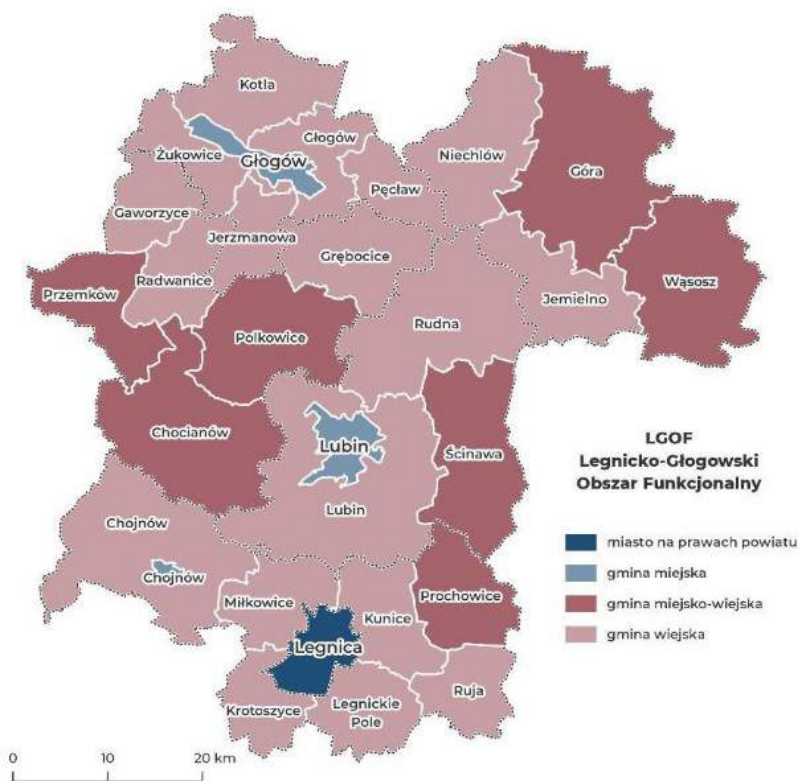 Kotla
Głogów
Żukowice
Głogów
Niechlów
Pęcław
Góra
Gaworzyce
Jerzmanowa
Grębocice
Wąsosz
Przemków
Radwanice
Jemielno
Rudna
Polkowice
Chocianów
Lubin
Ścinawa
LGOF
Legnicko-Głogowski
Obszar Funkcjonalny
Lubin
Chojnów
miasto na prawach powiatu
gmina miejska
Chojnów
Miłkowice
Prochowice
gmina miejsko-wiejska
Kunice
gmina wiejska
Legnica
Ruja
Krotoszyce
Legnickie
Pole
0 10 20 km